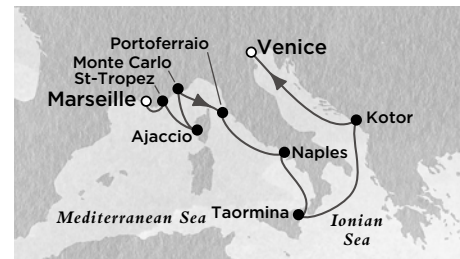 Portoferraio
Monte Carlo
St-Tropez
Marseille
Ajaccio
Venice
Kotor
Naples
Taormina
Mediterranean Sea
Ionian
Sea